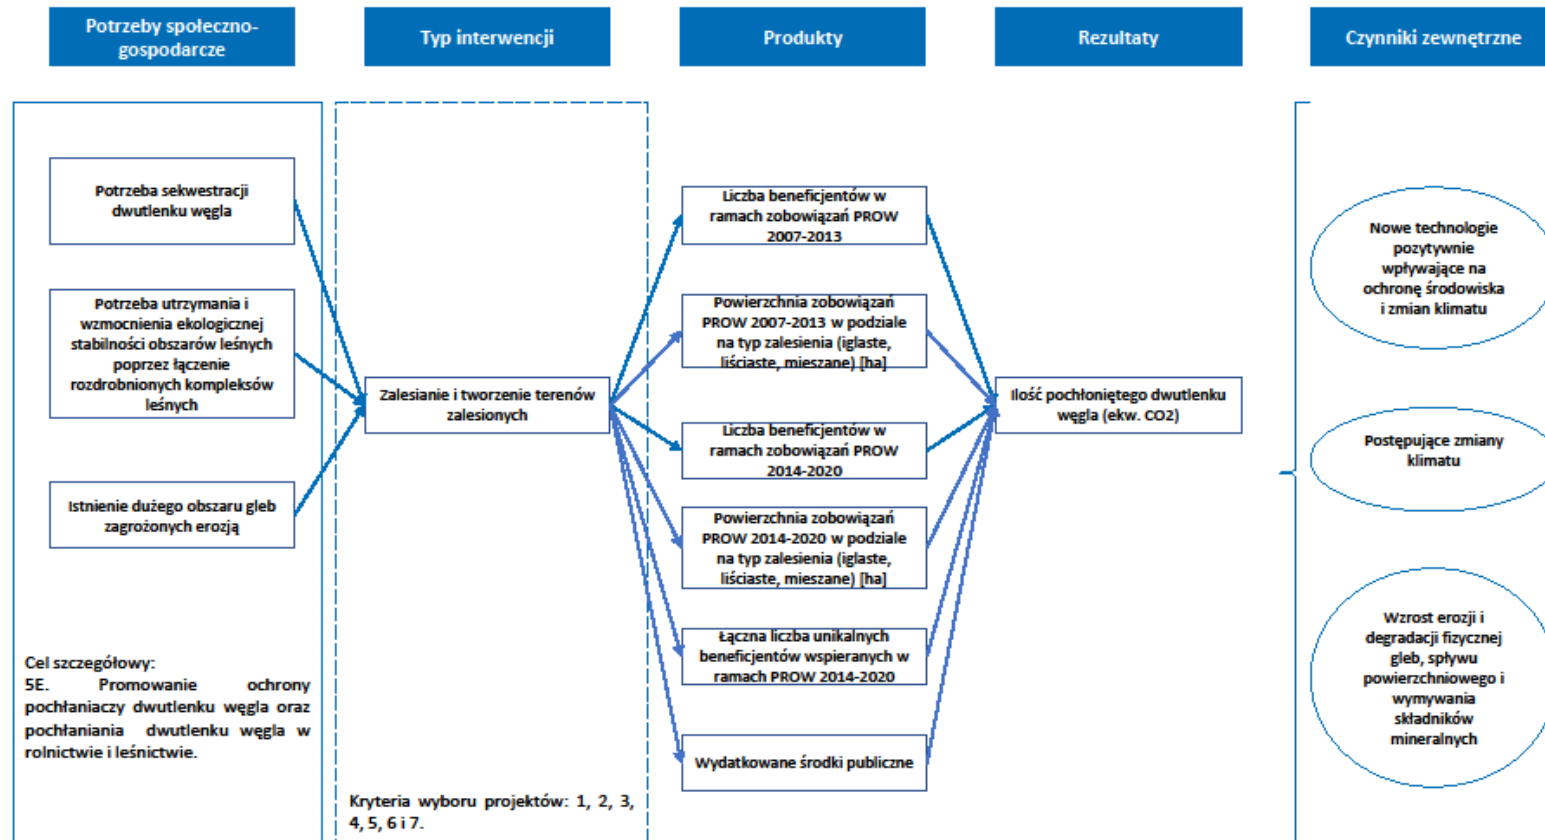 Potrzeby społeczno-
gospodarcze
Typ interwencji
Produkty
Rezultaty
Czynniki zewnętrzne
Potrzeba sekwestracji
dwutlenku węgla
Potrzeba utrzymania i
wzmocnienia ekologicznej
stabilności obszarów leśnych
poprzez łączenie
rozdrobnionych kompleksów
leśnych
Istnienie dużego obszaru gleb
zagrożonych erozją
Cel szczegółowy:
5E. Promowanie ochrony
pochłaniaczy dwutlenku węgla oraz
pochłaniania dwutlenku węgla w
rolnictwie i leśnictwie.
Zalesianie i tworzenie terenów
zalesionych
Kryteria wyboru projektów: 1, 2, 3,
4, 5, 6 i 7.
Liczba beneficjentów w
ramach zobowiązań PROW
2007-2013
Powierzchnia zobowiązań
PROW 2007-2013 w podziale
na typ zalesienia (iglaste,
liściaste, mieszane) [ha]
Liczba beneficjentów w
ramach zobowiązań PROW
2014-2020
Powierzchnia zobowiązań
PROW 2014-2020 w podziale
na typ zalesienia (iglaste,
liściaste, mieszane) [ha]
Łączna liczba unikalnych
beneficjentów wspieranych w
ramach PROW 2014-2020
Wydatkowane środki publiczne
Ilość pochłoniętego dwutlenku
węgla (ekw. CO2)
Nowe technologie
pozytywnie
wpływające na
ochronę środowiska
i zmian klimatu
Postępujące zmiany
klimatu
Wzrost erozji i
degradacji fizycznej
gleb, spływu
powierzchniowego i
wymywania
składników
mineralnych